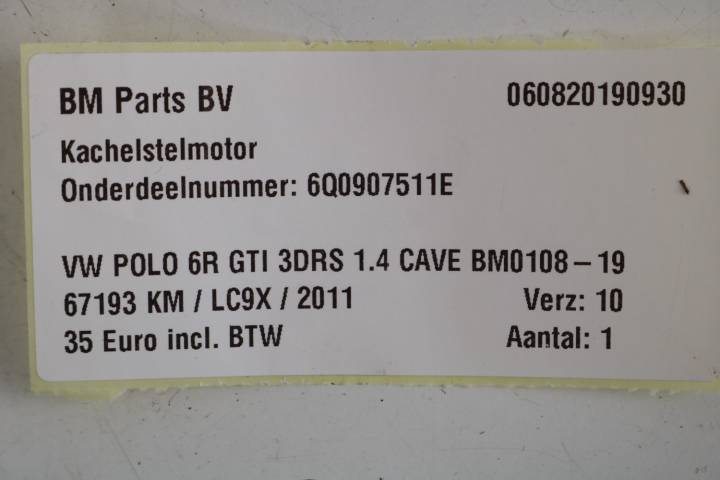 BM Parts BV 060820190930
Kachelstelmotor
Onderdeelnummer: 6Q0907511E
VW POLO 6R GTI 3DRS 1.4 CAVE BM0108-19
67193 KM / LC9X / 2011 Verz: 10
35 Euro incl. BTW Aantal: 1